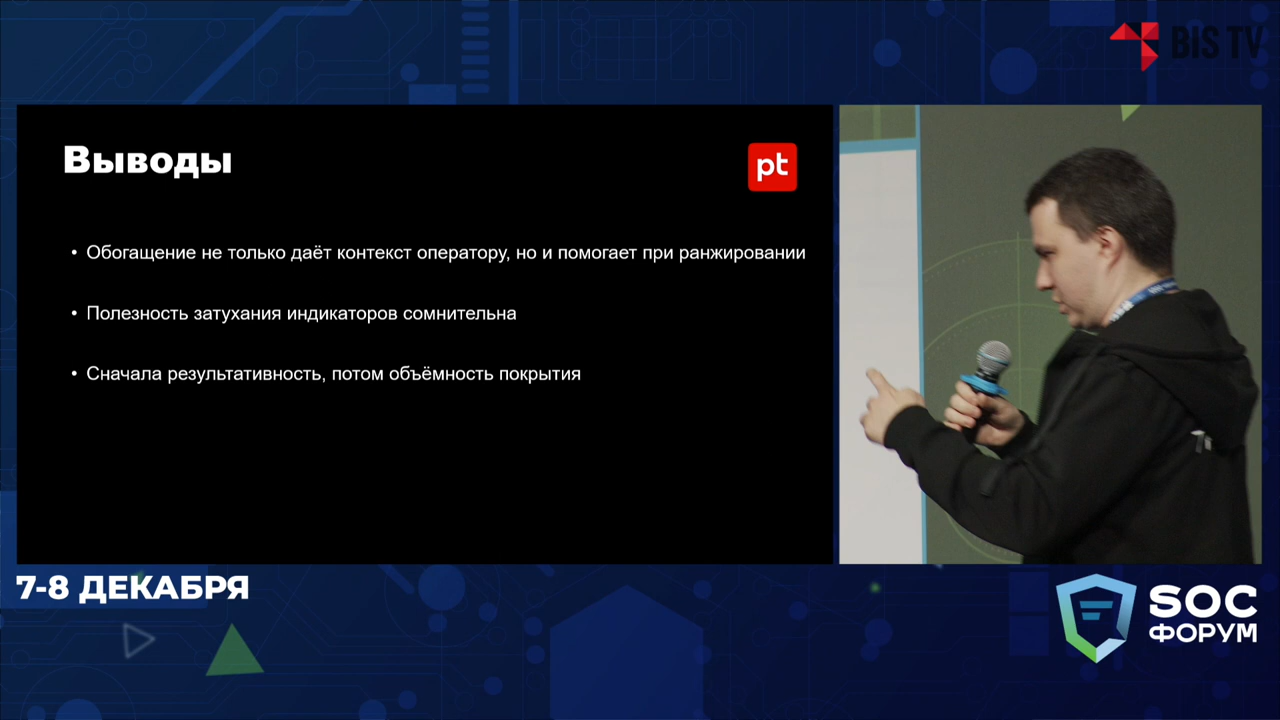 BIS TV
Выводы
pt
• Обогащение не только даёт контекст оператору, но и помогает при ранжировании
• Полезность затухания индикаторов сомнительна
• Сначала результативность, потом объёмность покрытия
7-8 ДЕКАБРЯ
SOC
ФОРУМ